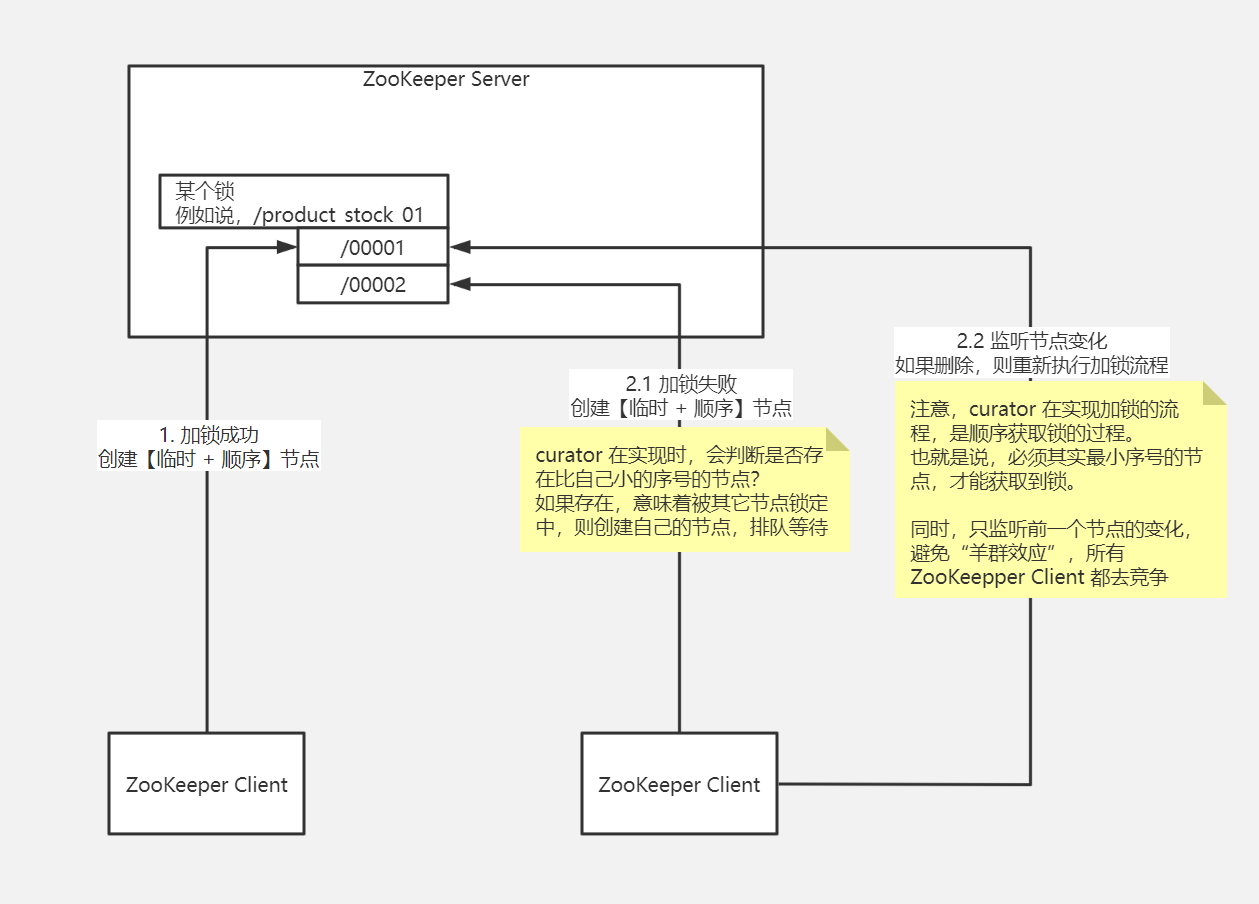 ZooKeeper Server
某个锁
例如说，/product_stock_01
/00001
/00002
1. 加锁成功
创建【临时 + 顺序】节点
2.1 加锁失败
创建【临时 + 顺序】节点
curator 在实现时，会判断是否存
在比自己小的序号的节点？
如果存在，意味着被其它节点锁定
中，则创建自己的节点，排队等待
2.2 监听节点变化
如果删除，则重新执行加锁流程
注意，curator 在实现加锁的流
程，是顺序获取锁的过程。
也就是说，必须其实最小序号的节
点，才能获取到锁。
同时，只监听前一个节点的变化，
避免“羊群效应”，所有
ZooKeepper Client 都去竞争
ZooKeeper Client
ZooKeeper Client